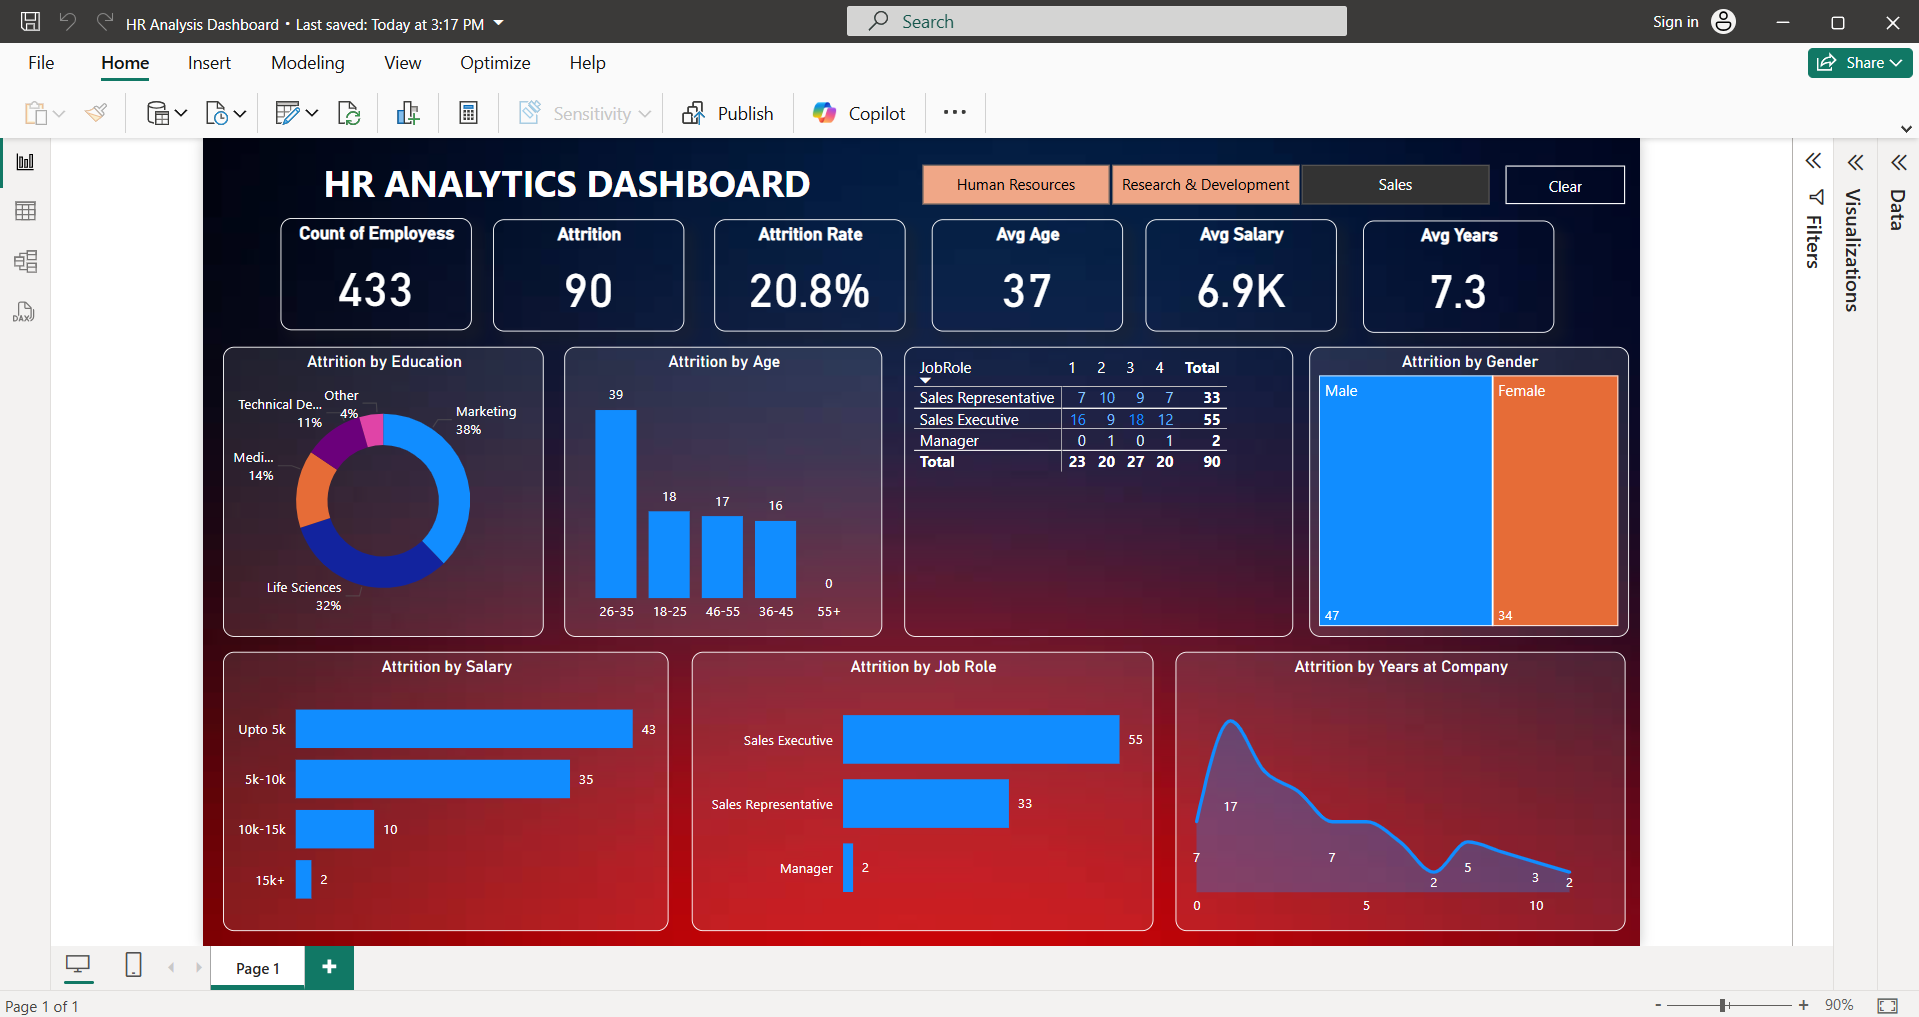 HR Analysis Dashboard • Last saved: Today at 3:17 PM
Search
Sign in
File Home Insert Modeling View Optimize Help
Share
Sensitivity
Publish
Copilot
DAX
HR ANALYTICS DASHBOARD
Human Resources
Research & Development
Sales
Clear
Count of Employess
433
Attrition
90
Attrition Rate
20.8%
Avg Age
37
Avg Salary
6.9K
Avg Years
7.3
Attrition by Education
Other
4%
Technical De...
11%
Marketing
38%
Medi...
14%
Life Sciences
32%
Attrition by Age
39
18
17
16
0
26-35 18-25 46-55 36-45 55+
JobRole 1 2 3 4 Total
Sales Representative 7 10 9 7 33
Sales Executive 16 9 18 12 55
Manager 0 1 0 1 2
Total 23 20 27 20 90
Attrition by Gender
Male
Female
47
34
Attrition by Salary
Upto 5k 43
5k-10k 35
10k-15k 10
15k+ 2
Attrition by Job Role
Sales Executive 55
Sales Representative 33
Manager 2
Attrition by Years at Company
17
7
7
2
5
3
2
0 5 10
Filters
Visualizations
Data
Page 1
Page 1 of 1
- + 90%